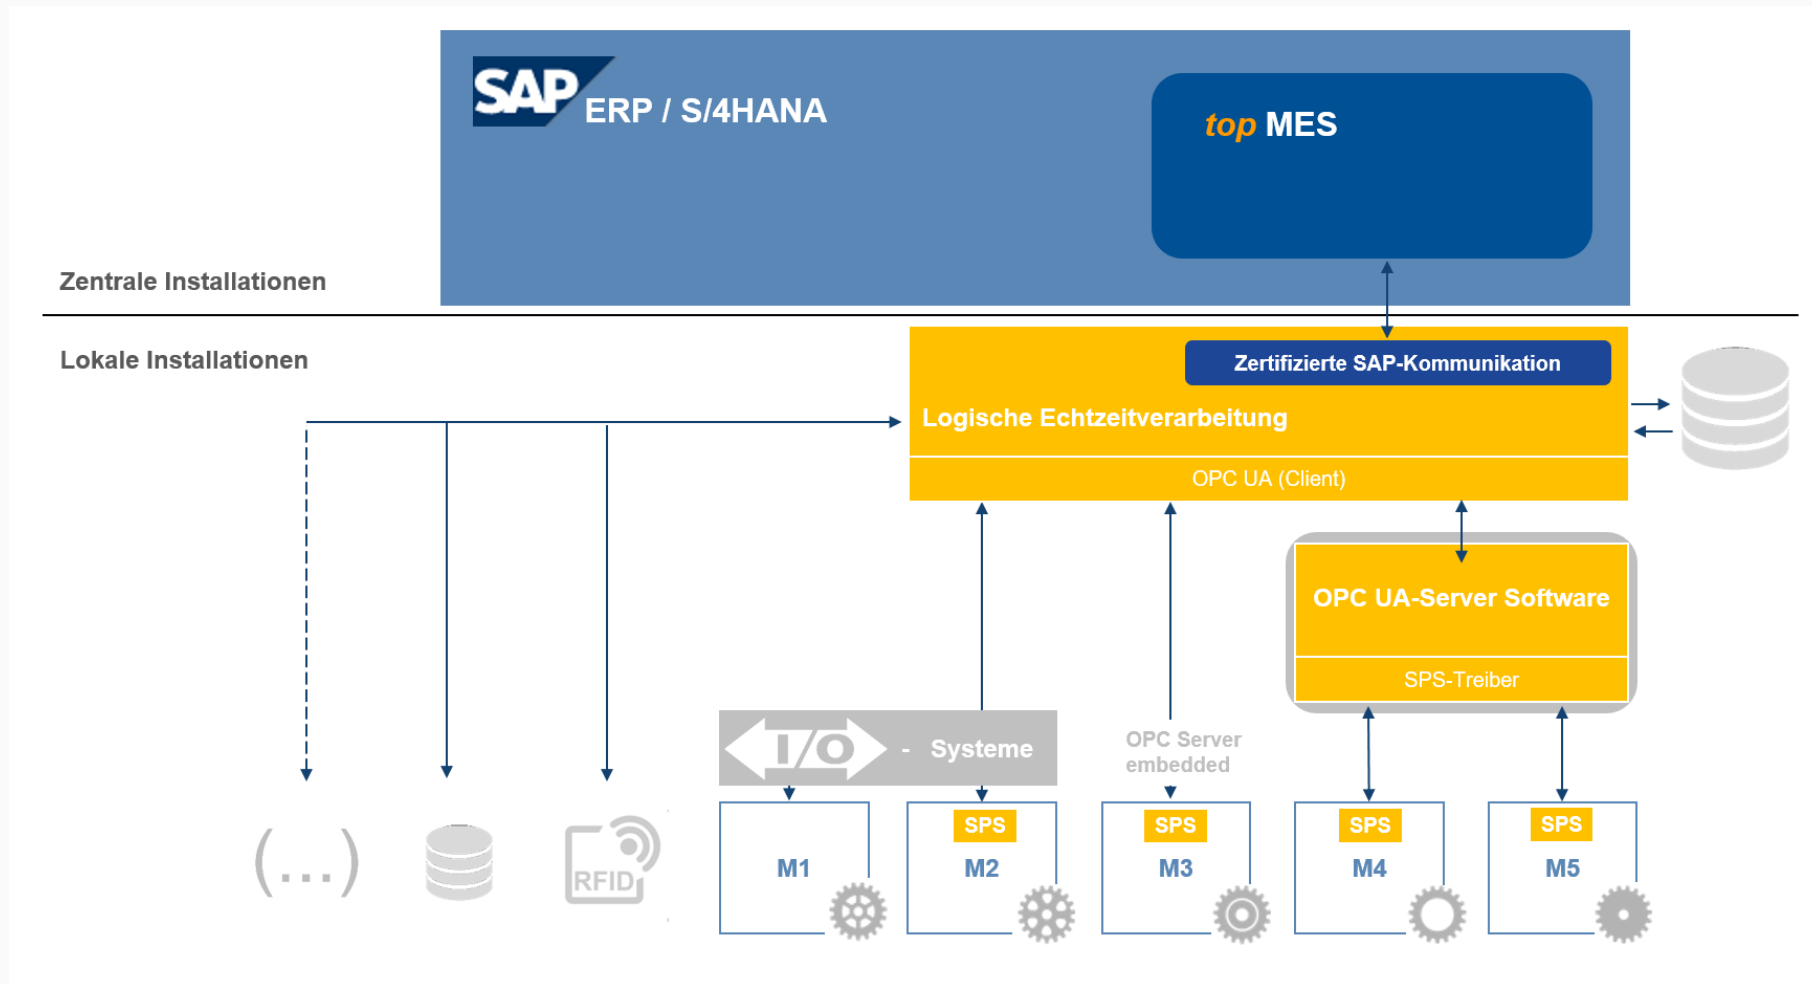 SAP ERP / S/4HANA
top MES
Zentrale Installationen
Lokale Installationen
Zertifizierte SAP-Kommunikation
Logische Echtzeitverarbeitung
OPC UA (Client)
OPC UA-Server Software
SPS-Treiber
I/O - Systeme
OPC Server
embedded
(...)
RFID
M1
SPS
M2
SPS
M3
SPS
M4
SPS
M5